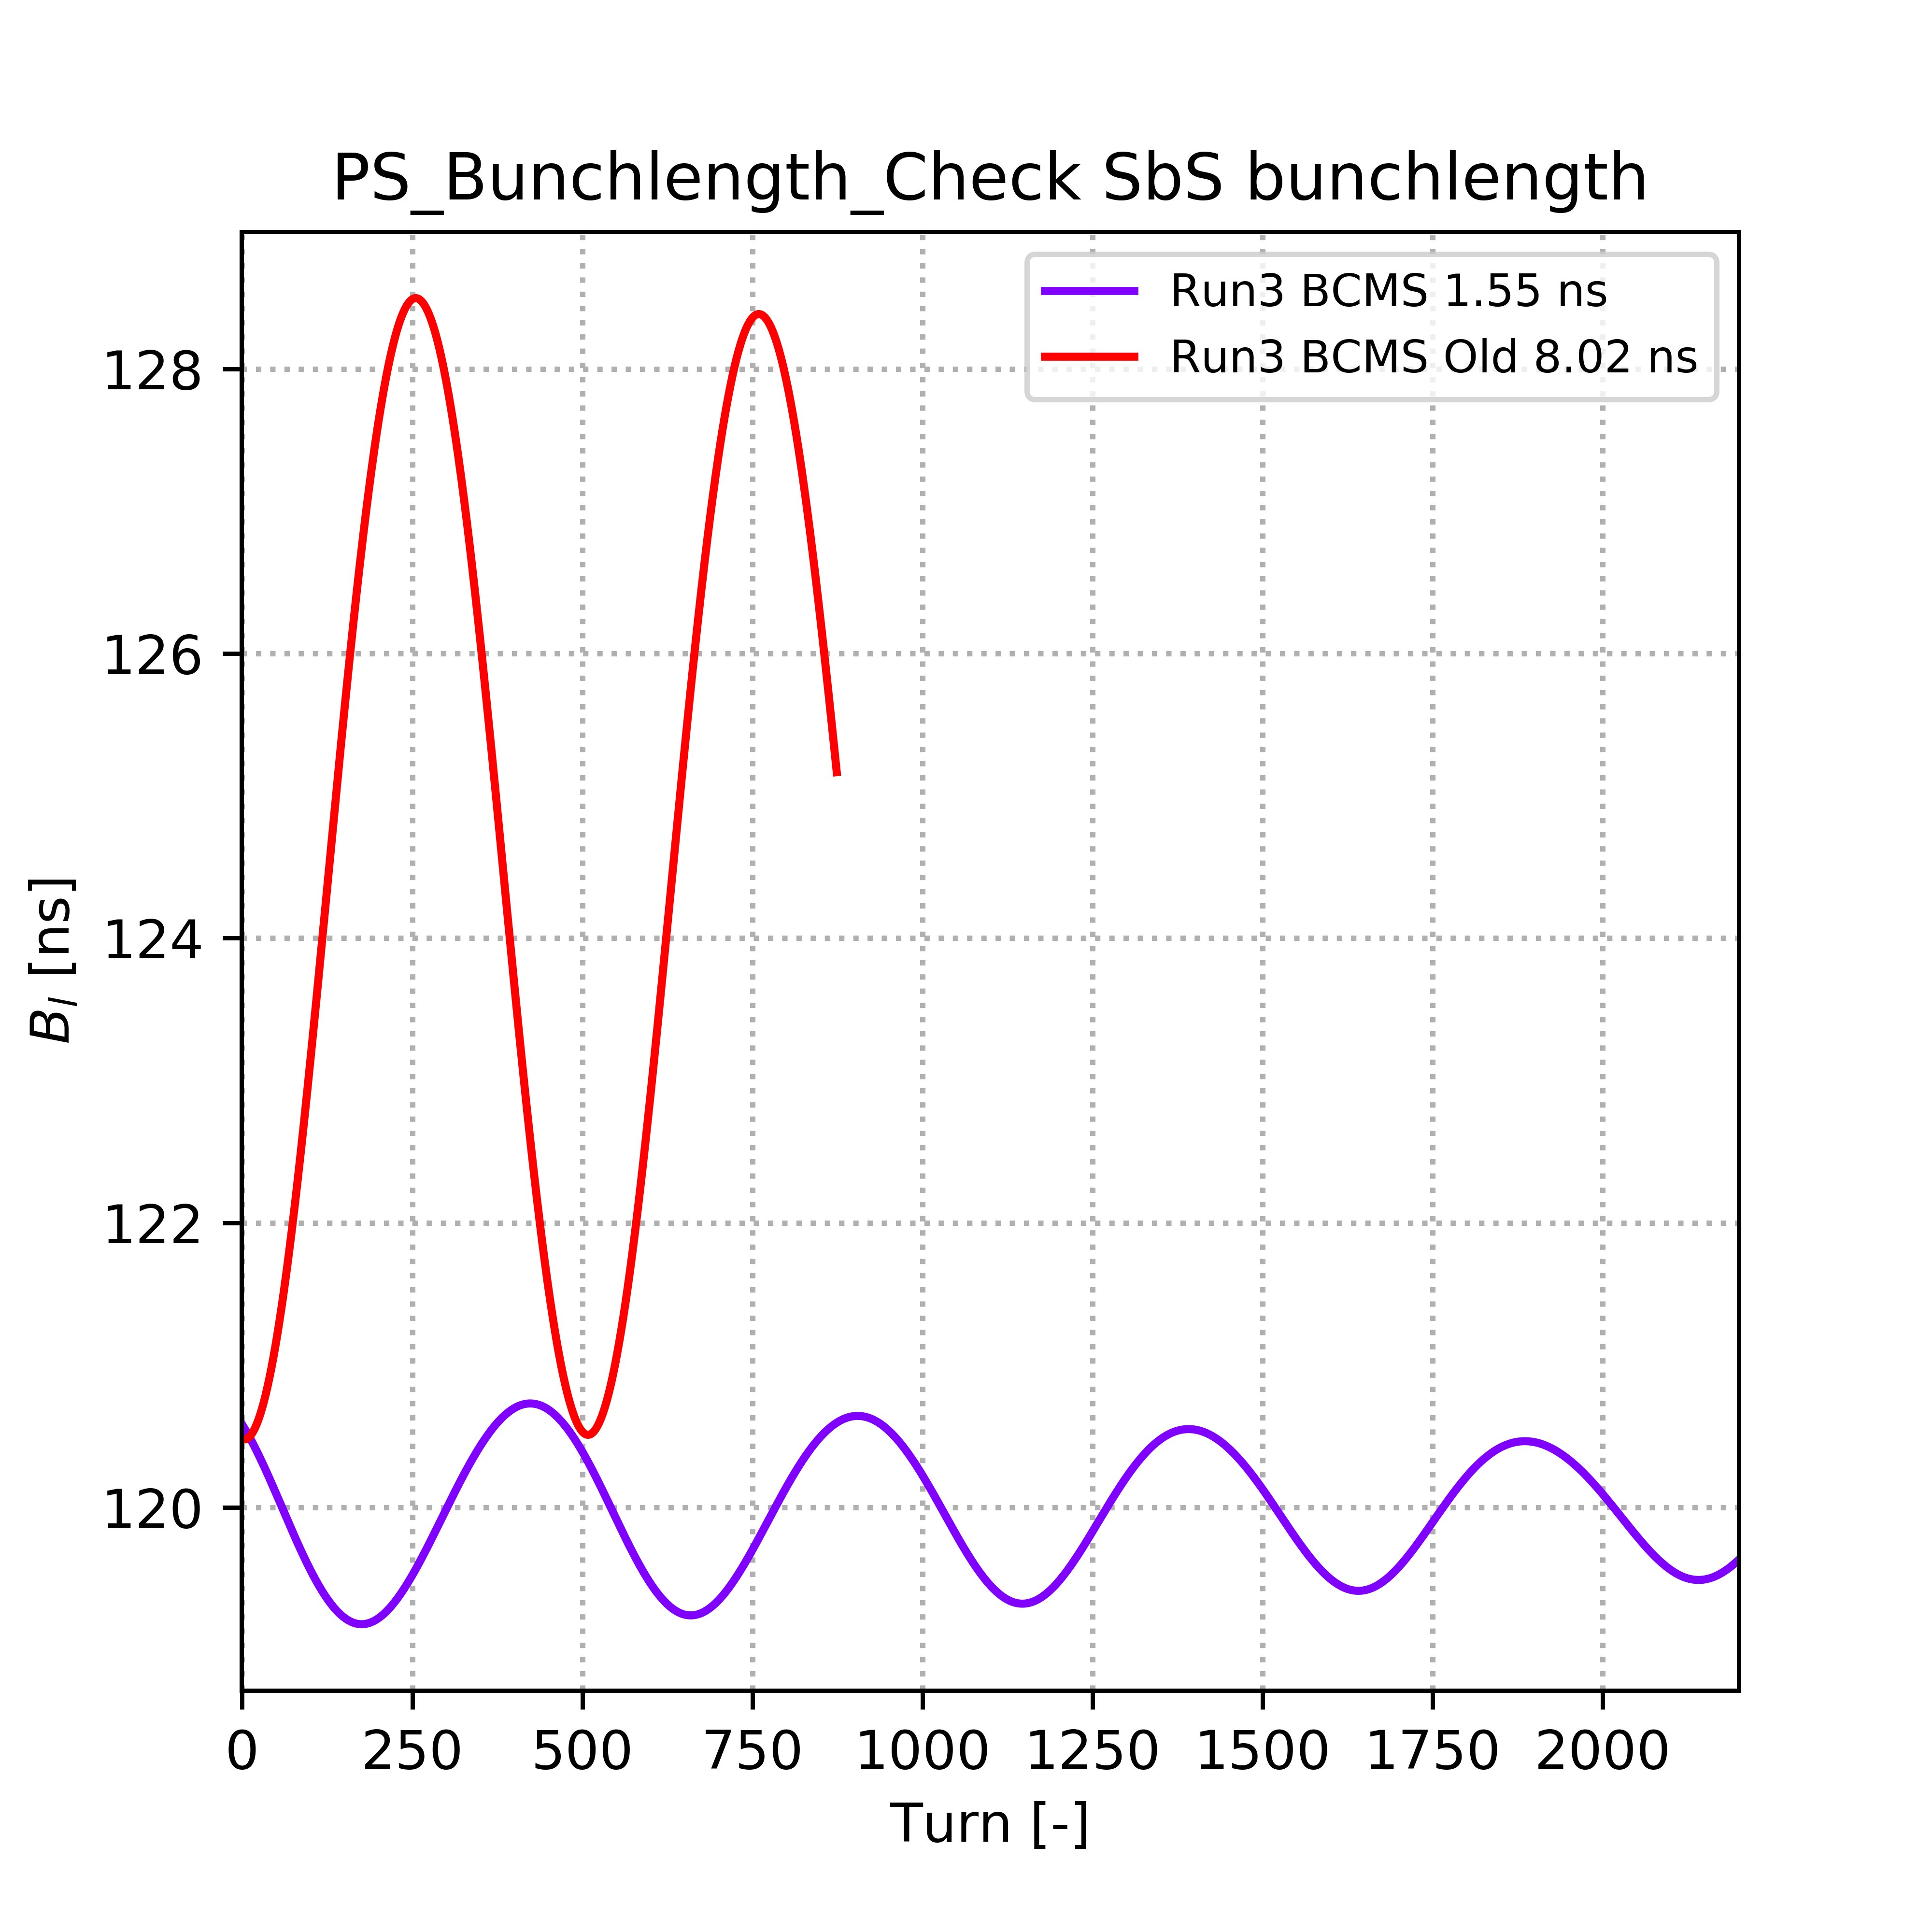 PS_Bunchlength_Check SbS bunchlength
Run3 BCMS 1.55 ns
Run3 BCMS Old 8.02 ns
128
126
124
122
120
B_l [ns]
0 250 500 750 1000 1250 1500 1750 2000
Turn [-]